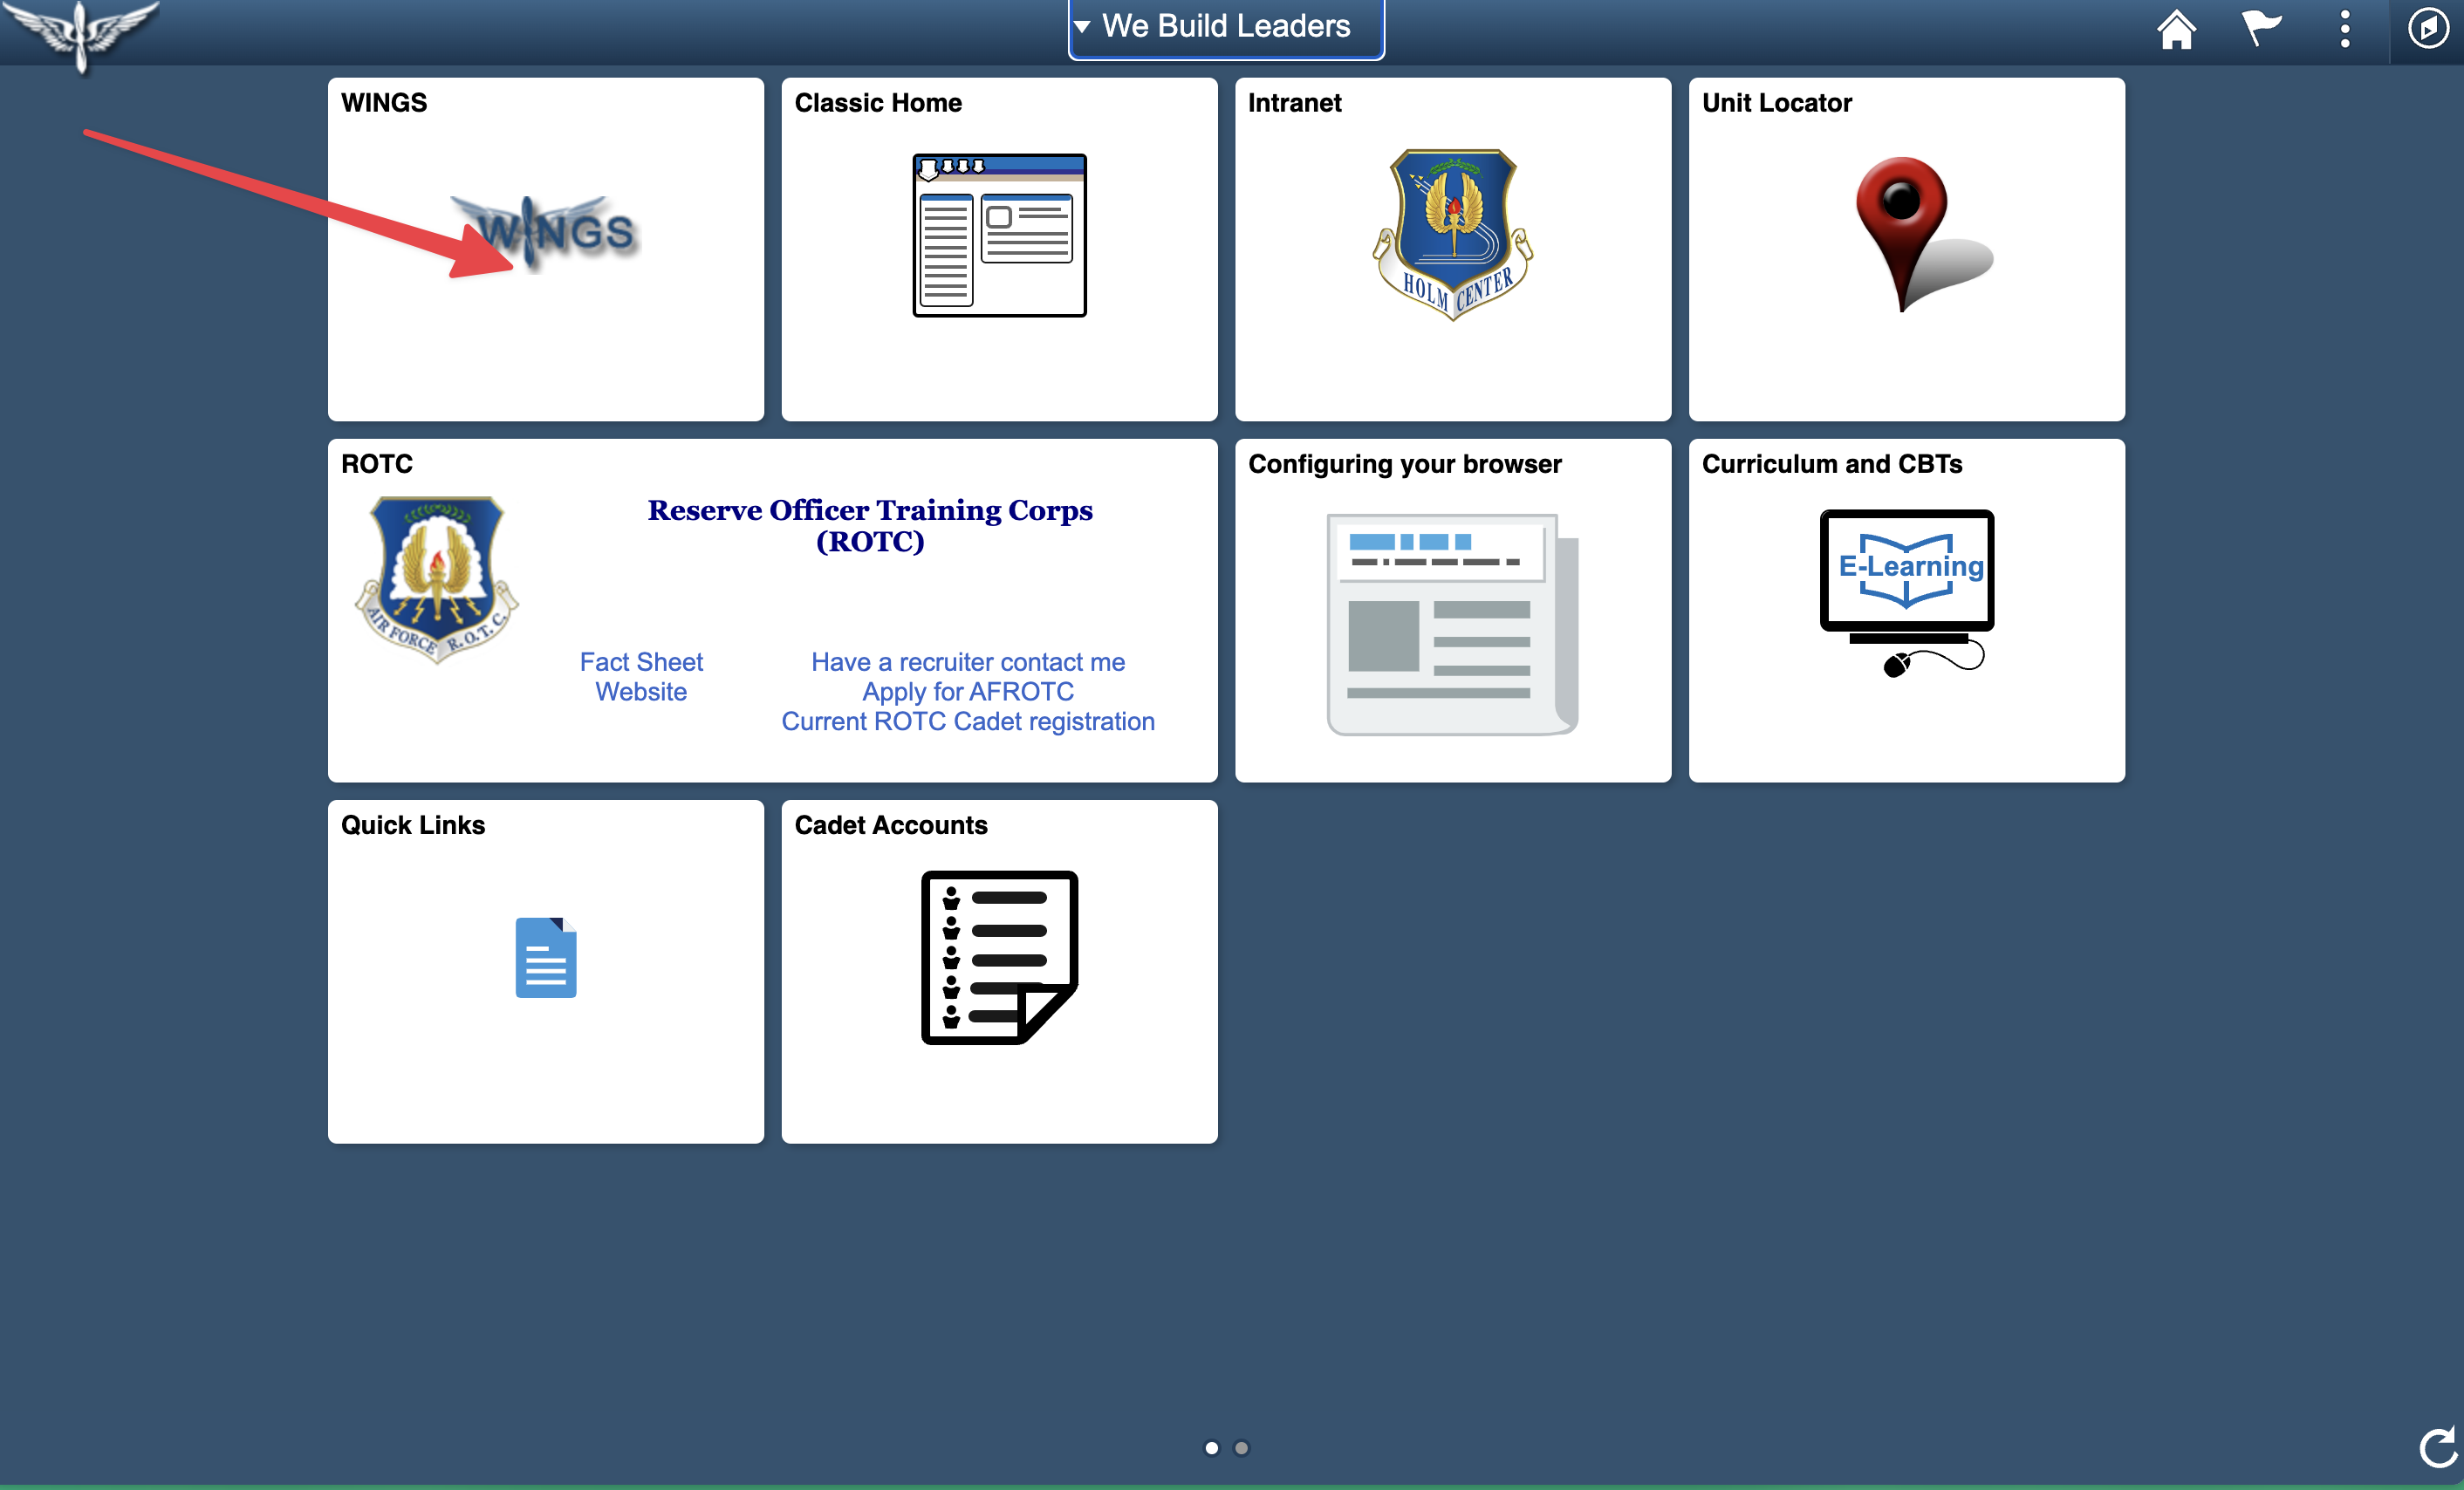 We Build Leaders
WINGS
WINGS
Classic Home
Intranet
HOLM CENTER
Unit Locator
ROTC
AIR FORCE R.O.T.C.
Reserve Officer Training Corps
(ROTC)
Fact Sheet
Website
Have a recruiter contact me
Apply for AFROTC
Current ROTC Cadet registration
Configuring your browser
Curriculum and CBTs
E-Learning
Quick Links
Cadet Accounts